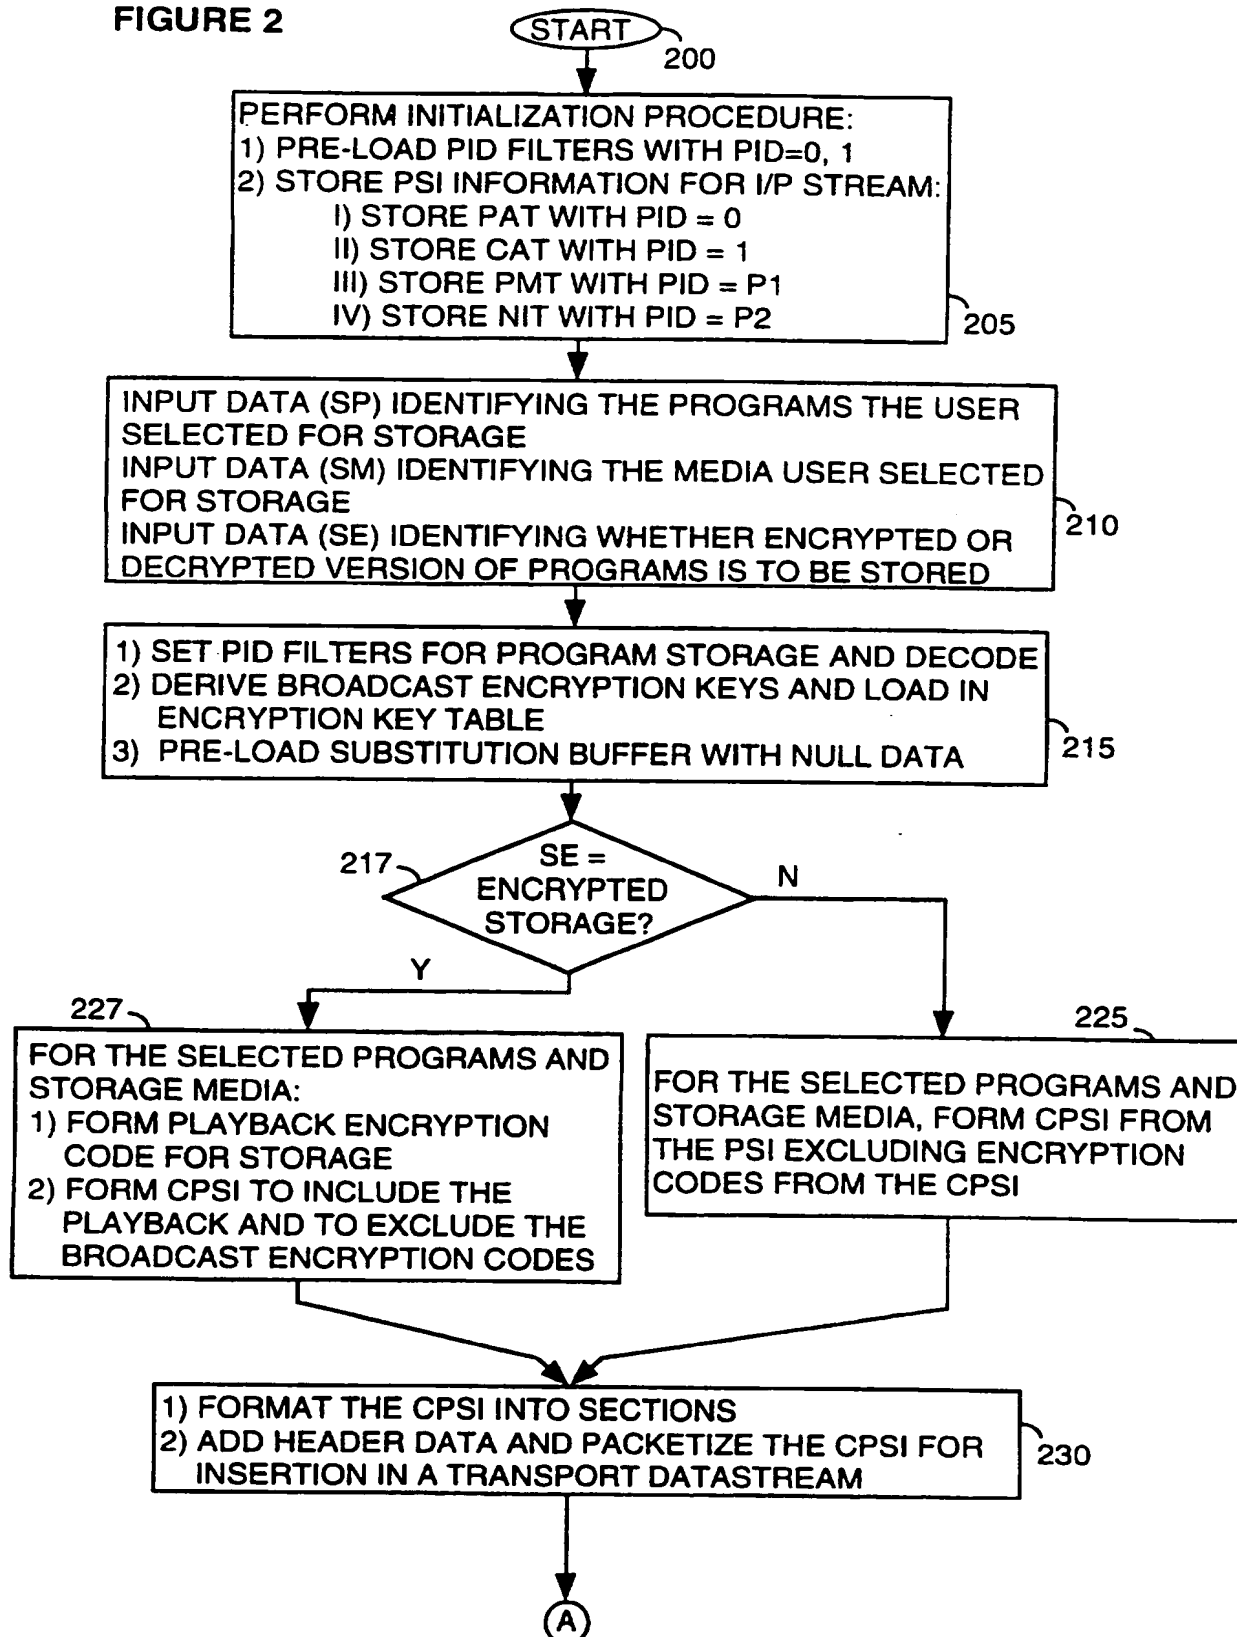 FIGURE 2
START
200
PERFORM INITIALIZATION PROCEDURE:
1) PRE-LOAD PID FILTERS WITH PID=0, 1
2) STORE PSI INFORMATION FOR I/P STREAM:
I) STORE PAT WITH PID = 0
II) STORE CAT WITH PID = 1
III) STORE PMT WITH PID = P1
IV) STORE NIT WITH PID = P2
205
INPUT DATA (SP) IDENTIFYING THE PROGRAMS THE USER
SELECTED FOR STORAGE
INPUT DATA (SM) IDENTIFYING THE MEDIA USER SELECTED
FOR STORAGE
INPUT DATA (SE) IDENTIFYING WHETHER ENCRYPTED OR
DECRYPTED VERSION OF PROGRAMS IS TO BE STORED
210
1) SET PID FILTERS FOR PROGRAM STORAGE AND DECODE
2) DERIVE BROADCAST ENCRYPTION KEYS AND LOAD IN
ENCRYPTION KEY TABLE
3) PRE-LOAD SUBSTITUTION BUFFER WITH NULL DATA
215
217
SE =
ENCRYPTED
STORAGE?
N
Y
227
FOR THE SELECTED PROGRAMS AND
STORAGE MEDIA:
1) FORM PLAYBACK ENCRYPTION
CODE FOR STORAGE
2) FORM CPSI TO INCLUDE THE
PLAYBACK AND TO EXCLUDE THE
BROADCAST ENCRYPTION CODES
225
FOR THE SELECTED PROGRAMS AND
STORAGE MEDIA, FORM CPSI FROM
THE PSI EXCLUDING ENCRYPTION
CODES FROM THE CPSI
1) FORMAT THE CPSI INTO SECTIONS
2) ADD HEADER DATA AND PACKETIZE THE CPSI FOR
INSERTION IN A TRANSPORT DATASTREAM
230
A